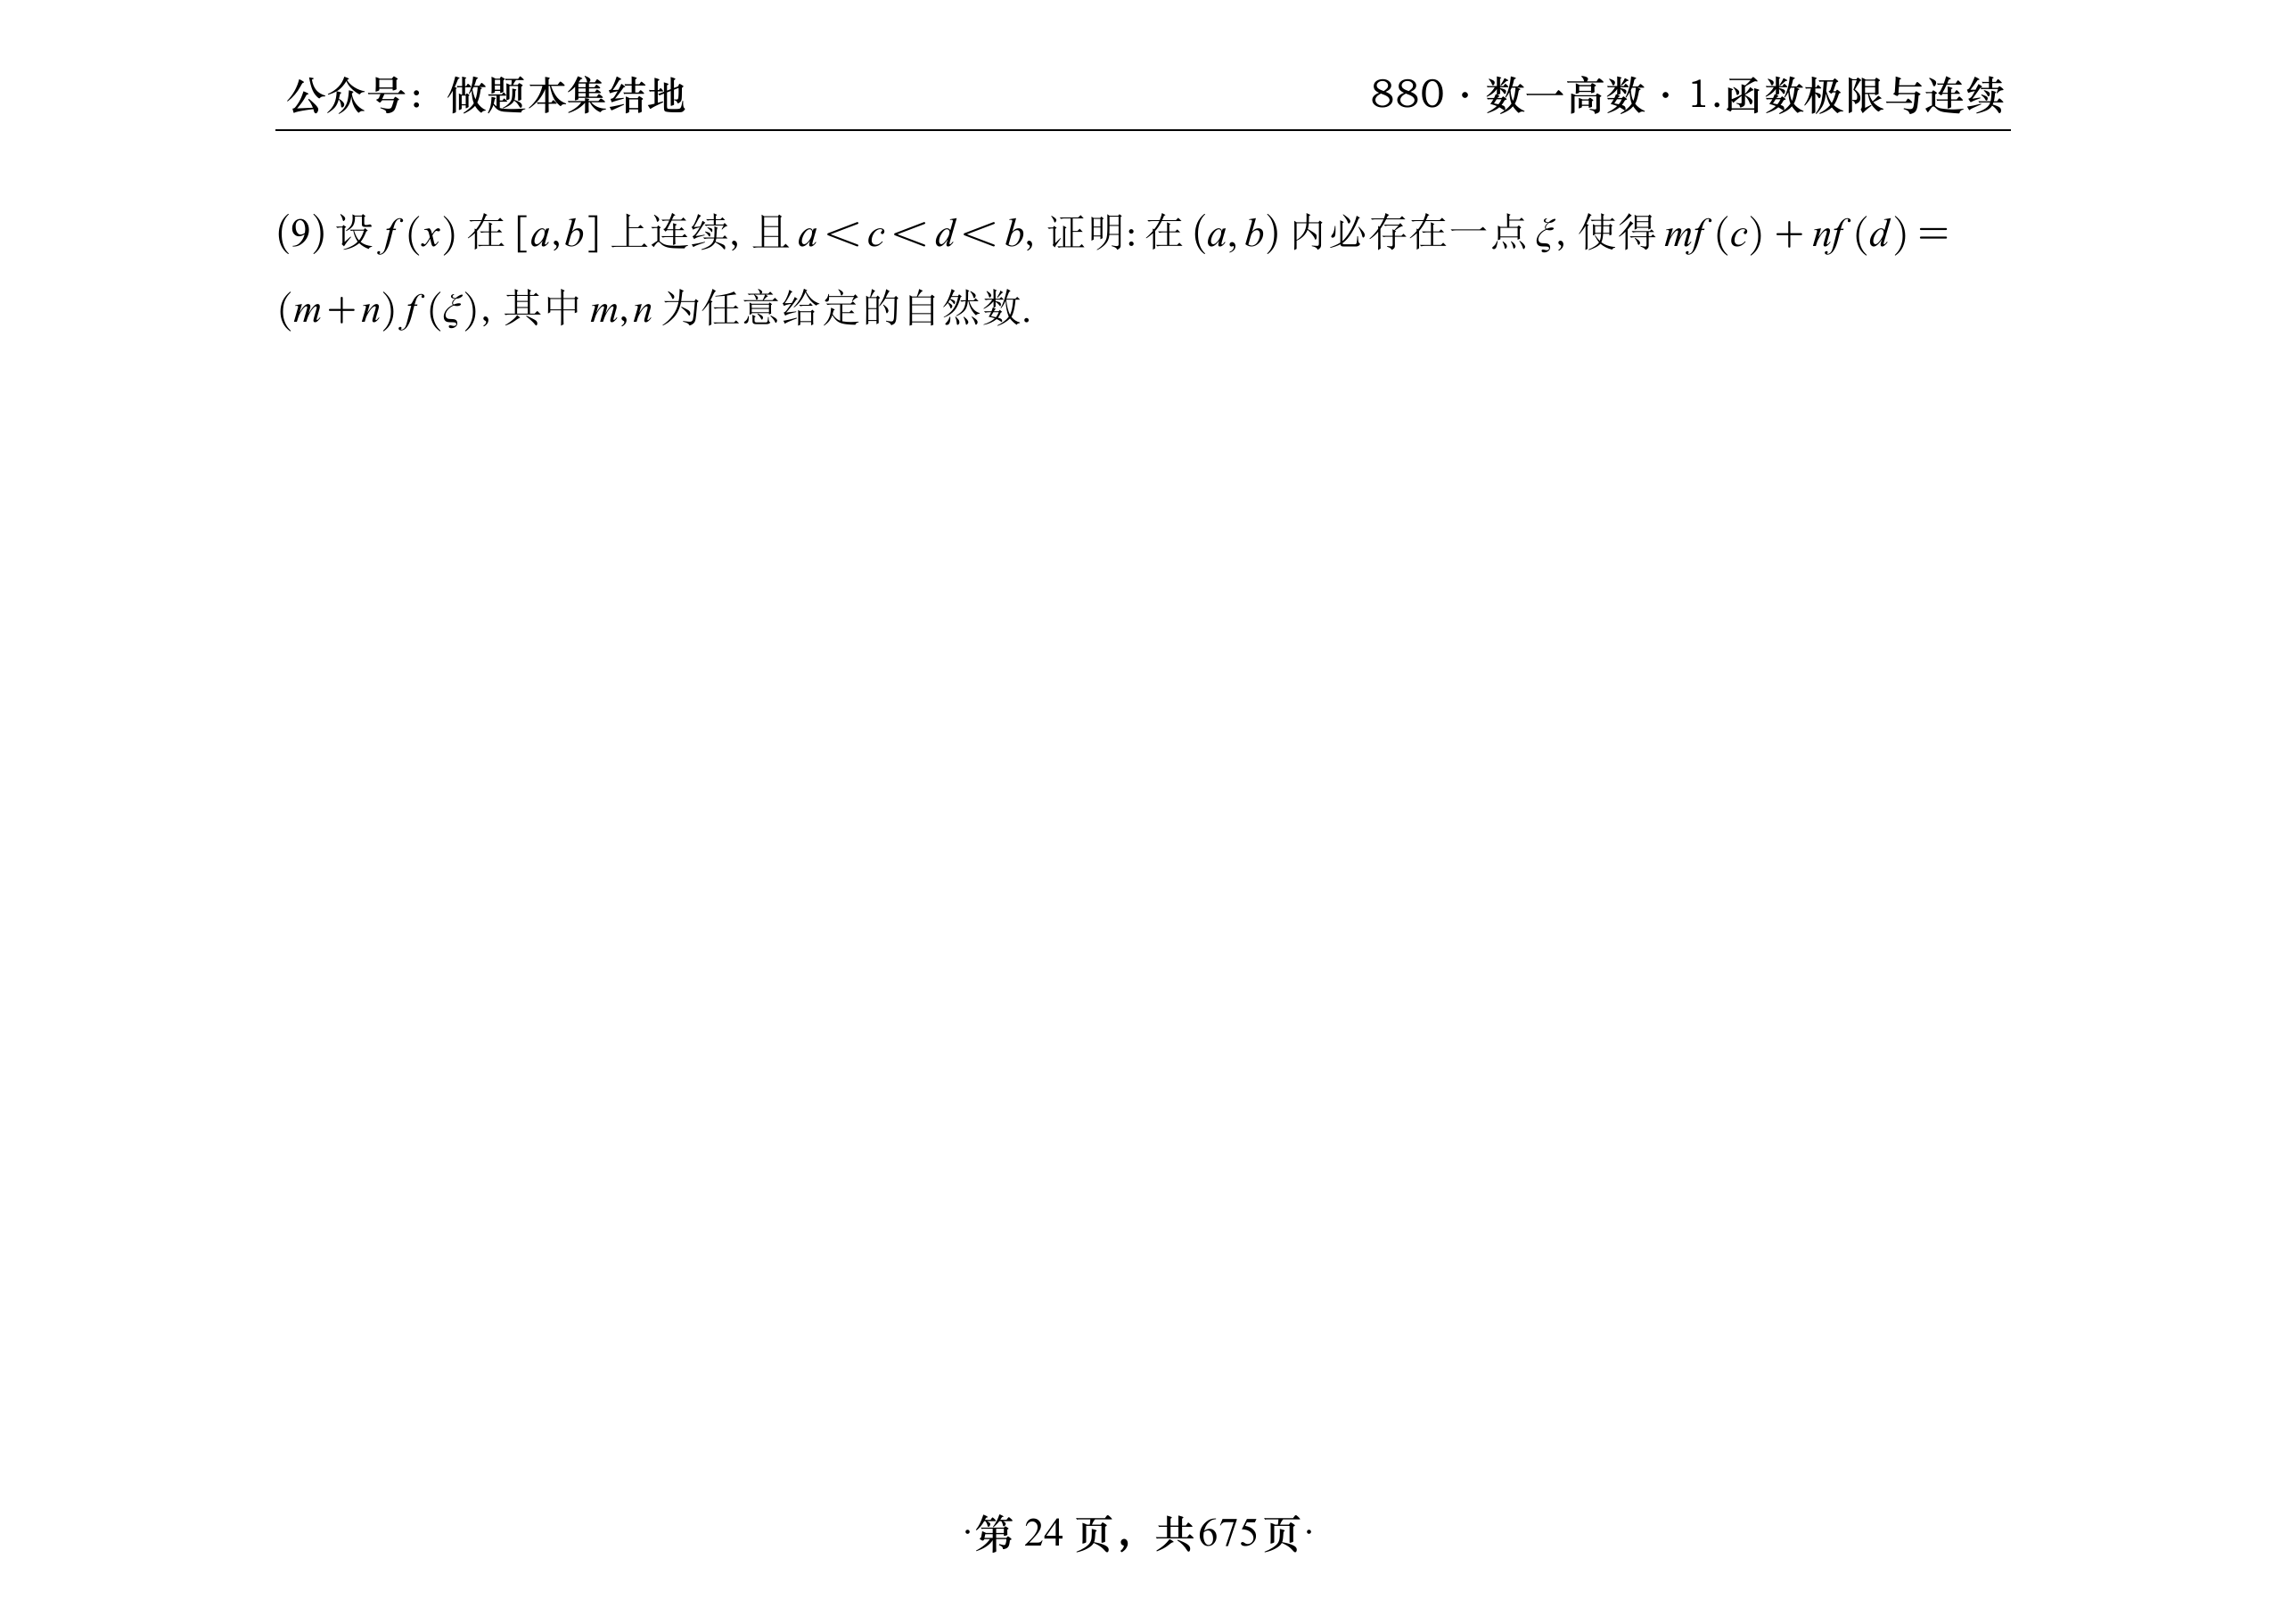 公众号：做题本集结地
880·数一高数·1.函数极限与连续
(9) 设 f(x) 在 [a,b] 上连续, 且 a<c<d<b, 证明: 在 (a,b) 内必存在一点 ξ, 使得 mf(c)+nf(d)=
(m+n)f(ξ), 其中 m,n 为任意给定的自然数.
·第 24 页，共675页·